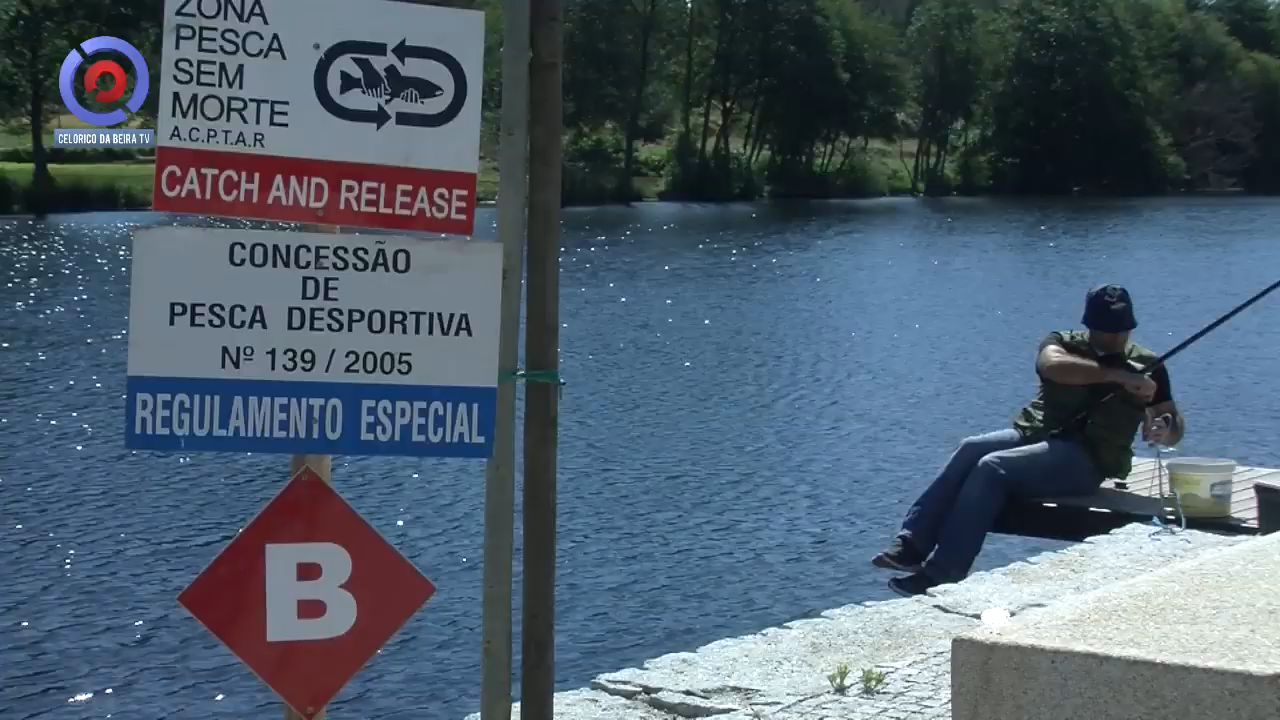 ZONA
PESCA
SEM
MORTE
A.C.P.T.A.R
CATCH AND RELEASE
CELORICO DA BEIRA TV
CONCESSÃO
DE
PESCA DESPORTIVA
Nº 139 / 2005
REGULAMENTO ESPECIAL
B